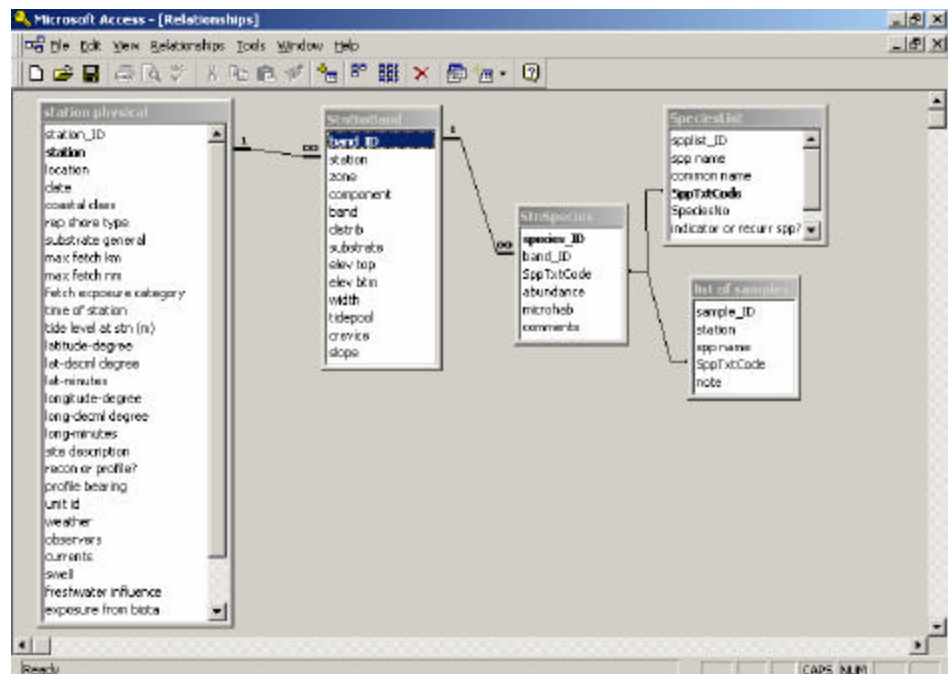 Microsoft Access - [Relationships]
File Edit View Relationships Tools Window Help
station physical
station_ID
station
location
date
coastal class
rep shore type
substrate general
max fetch km
max fetch nm
fetch exposure category
time of station
tide level at stn (m)
latitude-degree
lat-decml degree
lat-minutes
longitude-degree
long-decml degree
long-minutes
site description
recon or profile?
profile bearing
unit id
weather
observers
currents
swell
freshwater influence
exposure from biota
1
∞
StationBand
band_ID
station
zone
component
band
distrib
substrate
elev top
elev btm
width
tidepool
crevice
slope
1
∞
StnSpecies
species_ID
band_ID
SppTxtCode
abundance
microhab
comments
SpeciesList
spplist_ID
spp name
common name
SppTxtCode
SpeciesNo
indicator or recurr spp?
list of samples
sample_ID
station
spp name
SppTxtCode
note
Ready
CAPS NUM